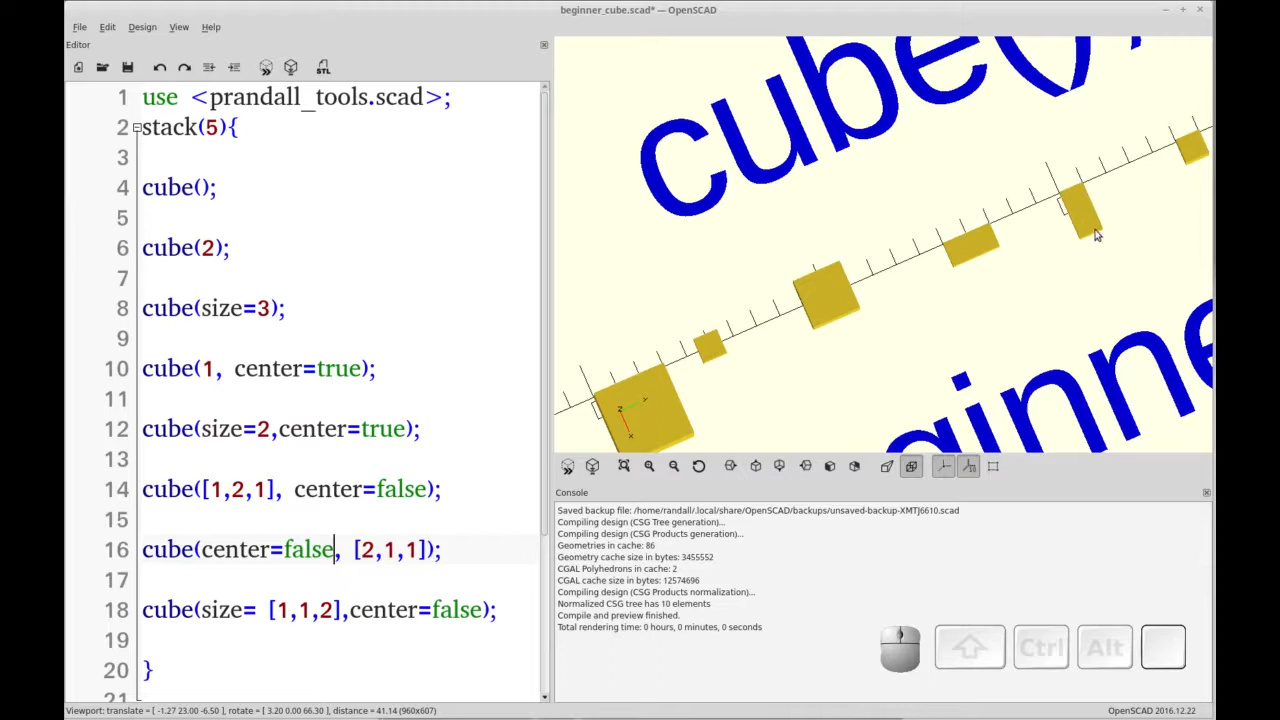 beginner_cube.scad* — OpenSCAD
File Edit Design View Help
Editor
STL
1 use <prandall_tools.scad>;
2 stack(5){
3
4 cube();
5
6 cube(2);
7
8 cube(size=3);
9
10 cube(1, center=true);
11
12 cube(size=2,center=true);
13
14 cube([1,2,1], center=false);
15
16 cube(center=false, [2,1,1]);
17
18 cube(size= [1,1,2],center=false);
19
20 }
21
cube()
ginne
Z Y
X
Console
Saved backup file: /home/randall/.local/share/OpenSCAD/backups/unsaved-backup-XMTJ6610.scad
Compiling design (CSG Tree generation)...
Compiling design (CSG Products generation)...
Geometries in cache: 86
Geometry cache size in bytes: 3455552
CGAL Polyhedrons in cache: 2
CGAL cache size in bytes: 12574696
Compiling design (CSG Products normalization)...
Normalized CSG tree has 10 elements
Compile and preview finished.
Total rendering time: 0 hours, 0 minutes, 0 seconds
Ctrl Alt
Viewport: translate = [ -1.27 23.00 -6.50 ], rotate = [ 3.20 0.00 66.30 ], distance = 41.14 (960x607)
OpenSCAD 2016.12.22